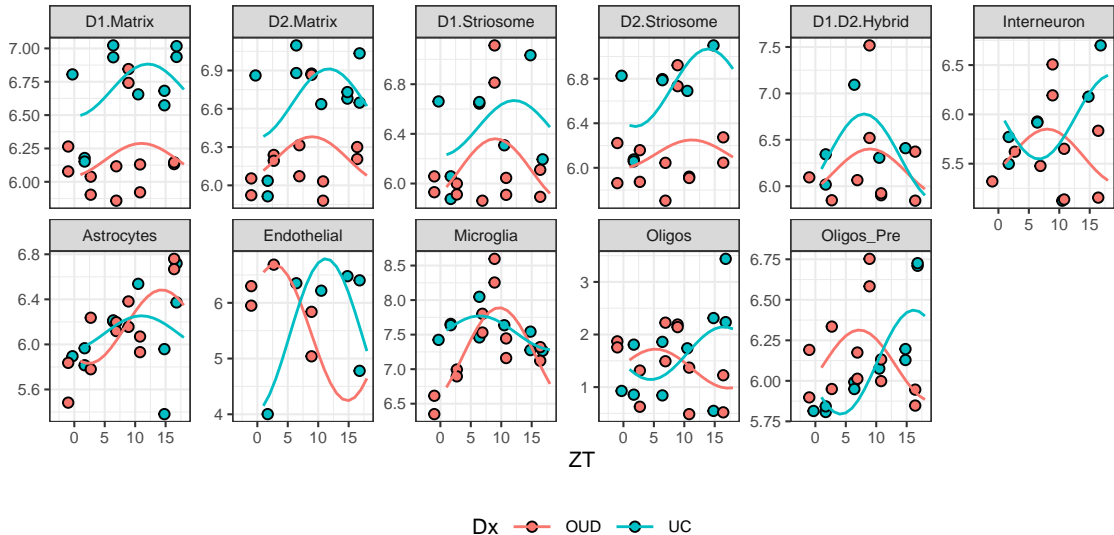 D1.Matrix D2.Matrix D1.Striosome D2.Striosome D1.D2.Hybrid Interneuron
7.00 6.75 6.50 6.25 6.00
6.9 6.6 6.3 6.0
6.8 6.4 6.0
6.8 6.4 6.0
7.5 7.0 6.5 6.0
6.5 6.0 5.5
0 5 10 15
Astrocytes Endothelial Microglia Oligos Oligos_Pre
6.8 6.4 6.0 5.6
6 5 4
8.5 8.0 7.5 7.0 6.5
3 2 1
6.75 6.50 6.25 6.00 5.75
0 5 10 15 0 5 10 15 0 5 10 15 0 5 10 15 0 5 10 15
ZT
Dx OUD UC